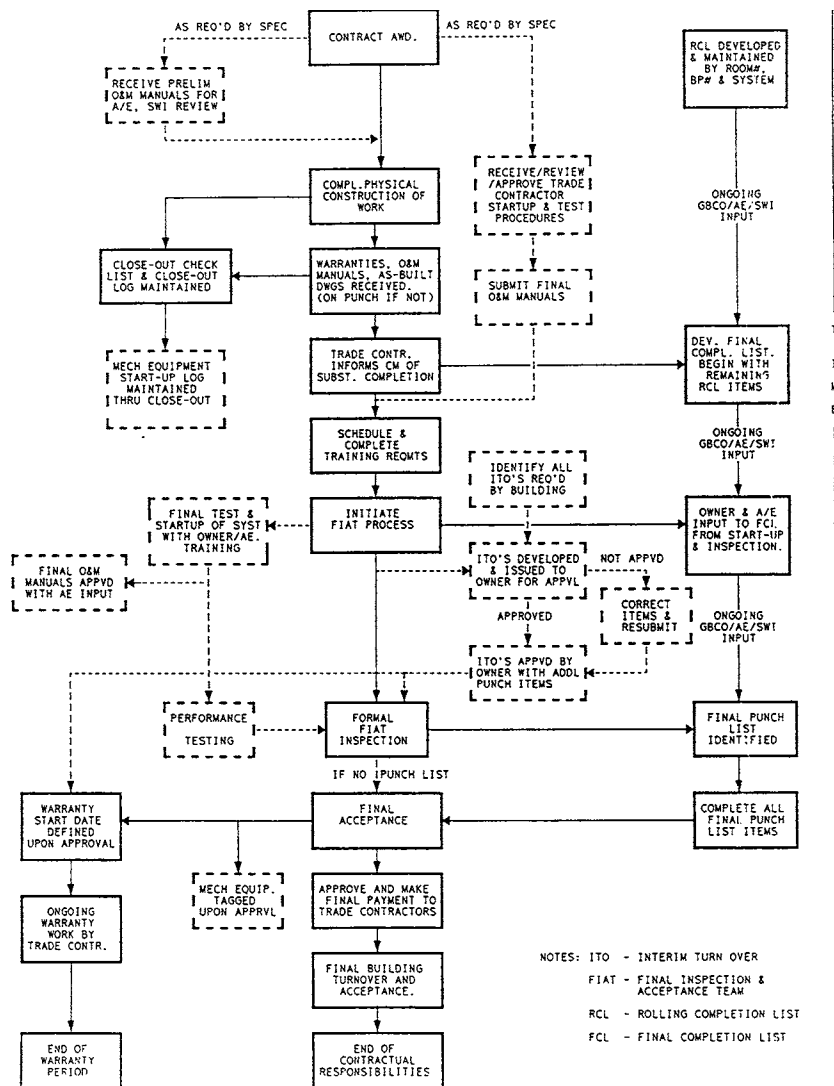 AS REQ'D BY SPEC
CONTRACT AWD.
AS REQ'D BY SPEC
RCL DEVELOPED
& MAINTAINED
BY ROOM#,
BP# & SYSTEM
RECEIVE PRELIM
O&M MANUALS FOR
A/E, SWI REVIEW
COMPL.PHYSICAL
CONSTRUCTION OF
WORK
RECEIVE/REVIEW
/APPROVE TRADE
CONTRACTOR
STARTUP & TEST
PROCEDURES
ONGOING
GBCO/AE/SWI
INPUT
CLOSE-OUT CHECK
LIST & CLOSE-OUT
LOG MAINTAINED
WARRANTIES, O&M
MANUALS, AS-BUILT
DWGS RECEIVED.
(ON PUNCH IF NOT)
SUBMIT FINAL
O&M MANUALS
MECH EQUIPMENT
START-UP LOG
MAINTAINED
THRU CLOSE-OUT
TRADE CONTR.
INFORMS CM OF
SUBST. COMPLETION
DEV. FINAL
COMPL. LIST.
BEGIN WITH
REMAINING
RCL ITEMS
SCHEDULE &
COMPLETE
TRAINING REQMTS
IDENTIFY ALL
ITO'S REQ'D
BY BUILDING
ONGOING
GBCO/AE/SWI
INPUT
FINAL TEST &
STARTUP OF SYST
WITH OWNER/AE.
TRAINING
INITIATE
FIAT PROCESS
OWNER & A/E
INPUT TO FCL
FROM START-UP
& INSPECTION.
FINAL O&M
MANUALS APPVD
WITH AE INPUT
ITO'S DEVELOPED
& ISSUED TO
OWNER FOR APPVL
NOT APPVD
APPROVED
CORRECT
ITEMS &
RESUBMIT
ONGOING
GBCO/AE/SWI
INPUT
ITO'S APPVD BY
OWNER WITH ADDL
PUNCH ITEMS
PERFORMANCE
TESTING
FORMAL
FIAT
INSPECTION
FINAL PUNCH
LIST
IDENTIFIED
IF NO PUNCH LIST
WARRANTY
START DATE
DEFINED
UPON APPROVAL
FINAL
ACCEPTANCE
COMPLETE ALL
FINAL PUNCH
LIST ITEMS
MECH EQUIP.
TAGGED
UPON APPRVL
APPROVE AND MAKE
FINAL PAYMENT TO
TRADE CONTRACTORS
ONGOING
WARRANTY
WORK BY
TRADE CONTR.
FINAL BUILDING
TURNOVER AND
ACCEPTANCE.
END OF
WARRANTY
PERIOD
END OF
CONTRACTUAL
RESPONSIBILITIES
NOTES: ITO - INTERIM TURN OVER
FIAT - FINAL INSPECTION &
ACCEPTANCE TEAM
RCL - ROLLING COMPLETION LIST
FCL - FINAL COMPLETION LIST